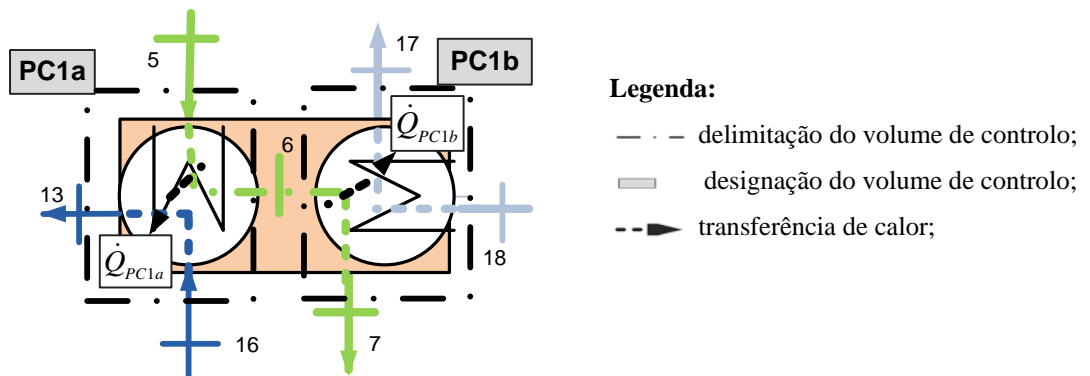 PC1a
5
17
PC1b
Q̇PC1b
6
13
Q̇PC1a
18
16
7
Legenda:
delimitação do volume de controlo;
designação do volume de controlo;
transferência de calor;